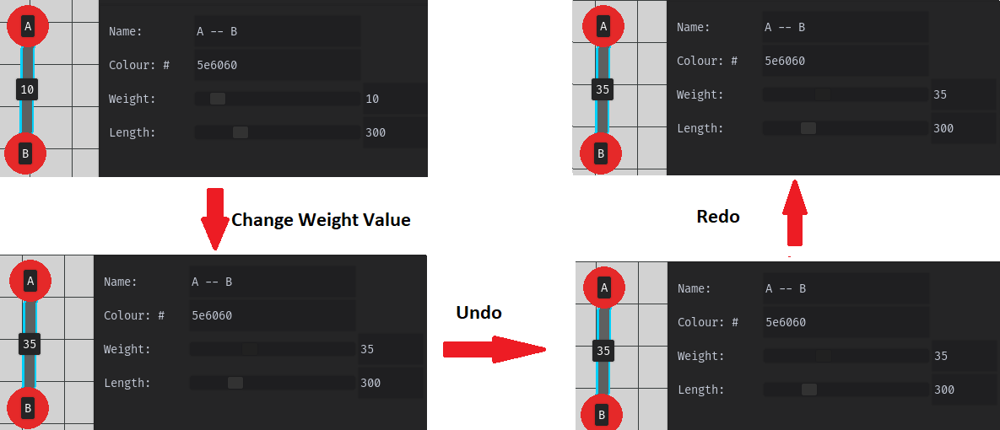 A
10
B
Name: A -- B
Colour: # 5e6060
Weight: 10
Length: 300
Change Weight Value
A
35
B
Name: A -- B
Colour: # 5e6060
Weight: 35
Length: 300
Undo
A
35
B
Name: A -- B
Colour: # 5e6060
Weight: 35
Length: 300
Redo
A
35
B
Name: A -- B
Colour: # 5e6060
Weight: 35
Length: 300